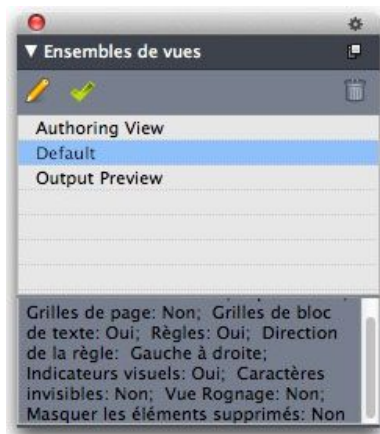 Ensembles de vues
Authoring View
Default
Output Preview
Grilles de page: Non; Grilles de bloc
de texte: Oui; Règles: Oui; Direction
de la règle: Gauche à droite;
Indicateurs visuels: Oui; Caractères
invisibles: Non; Vue Rognage: Non;
Masquer les éléments supprimés: Non